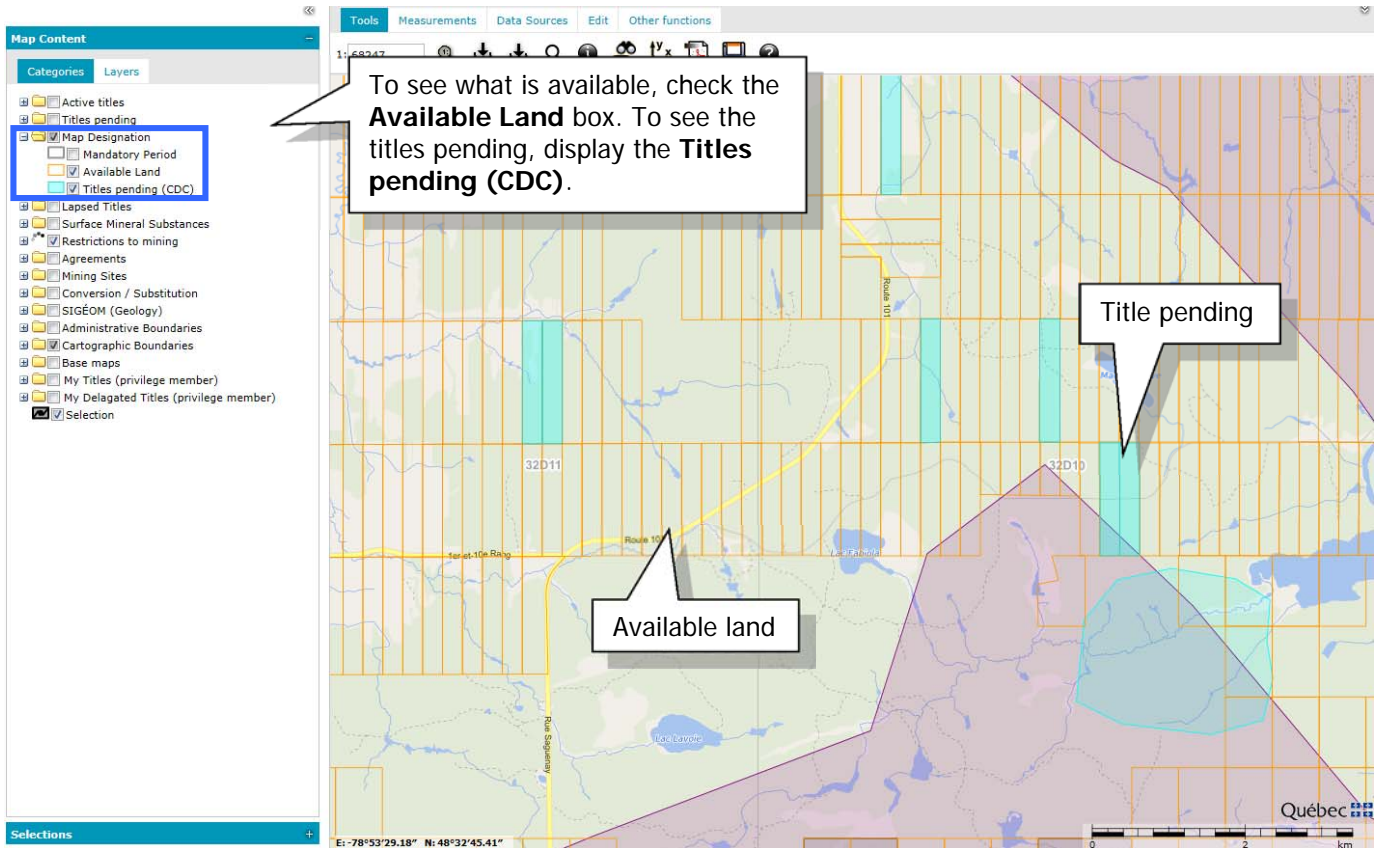 Map Content
Categories Layers
Active titles
Titles pending
Map Designation
Mandatory Period
Available Land
Titles pending (CDC)
Lapsed Titles
Surface Mineral Substances
Restrictions to mining
Agreements
Mining Sites
Conversion / Substitution
SIGÉOM (Geology)
Administrative Boundaries
Cartographic Boundaries
Base maps
My Titles (privilege member)
My Delagated Titles (privilege member)
Selection
Selections
Tools Measurements Data Sources Edit Other functions
1: 68247
To see what is available, check the
Available Land box. To see the
titles pending, display the Titles
pending (CDC).
Route 101
Title pending
32D11
32D10
Route 10
1er-et-10e Rang
Lac Fabiola
Available land
Rue Saguenay
Lac Lavoie
Québec
E: -78°53'29.18" N: 48°32'45.41"
0 2 km